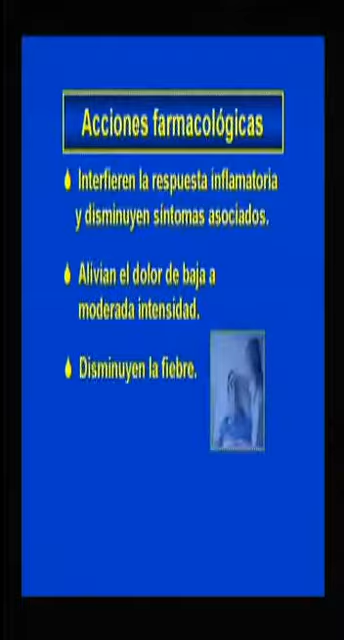 Acciones farmacológicas
Interfieren la respuesta inflamatoria
y disminuyen síntomas asociados.
Alivian el dolor de baja a
moderada intensidad.
Disminuyen la fiebre.